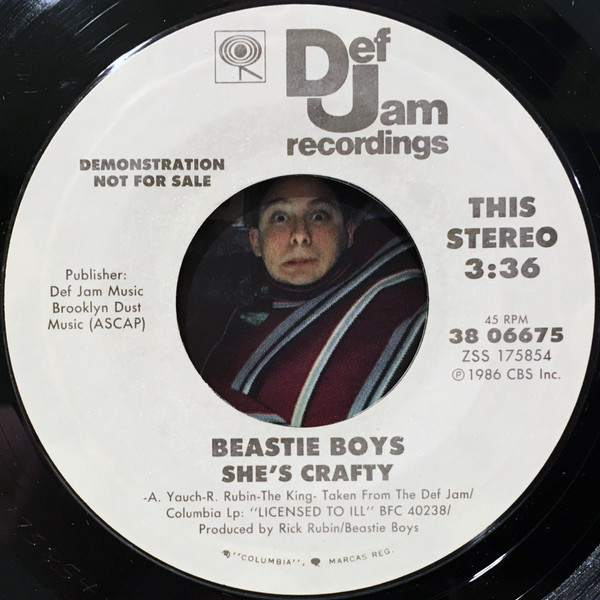 Def
Jam
recordings
DEMONSTRATION
NOT FOR SALE
THIS
STEREO
3:36
Publisher:
Def Jam Music
Brooklyn Dust
Music (ASCAP)
45 RPM
38 06675
ZSS 175854
Ⓟ1986 CBS Inc.
BEASTIE BOYS
SHE'S CRAFTY
-A. Yauch-R. Rubin-The King- Taken From The Def Jam/
Columbia Lp: "LICENSED TO ILL" BFC 40238/
Produced by Rick Rubin/Beastie Boys
"COLUMBIA", MARCAS REG.